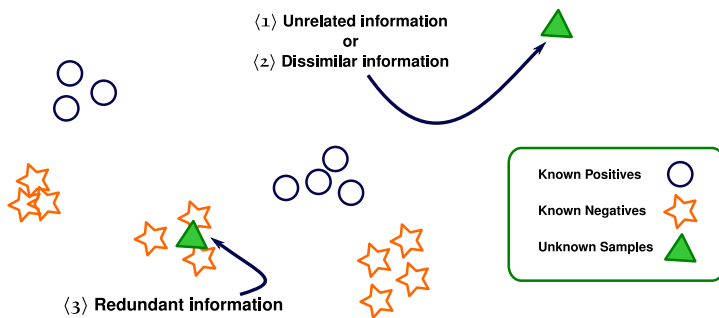 ⟨1⟩ Unrelated information
or
⟨2⟩ Dissimilar information
Known Positives
Known Negatives
Unknown Samples
⟨3⟩ Redundant information